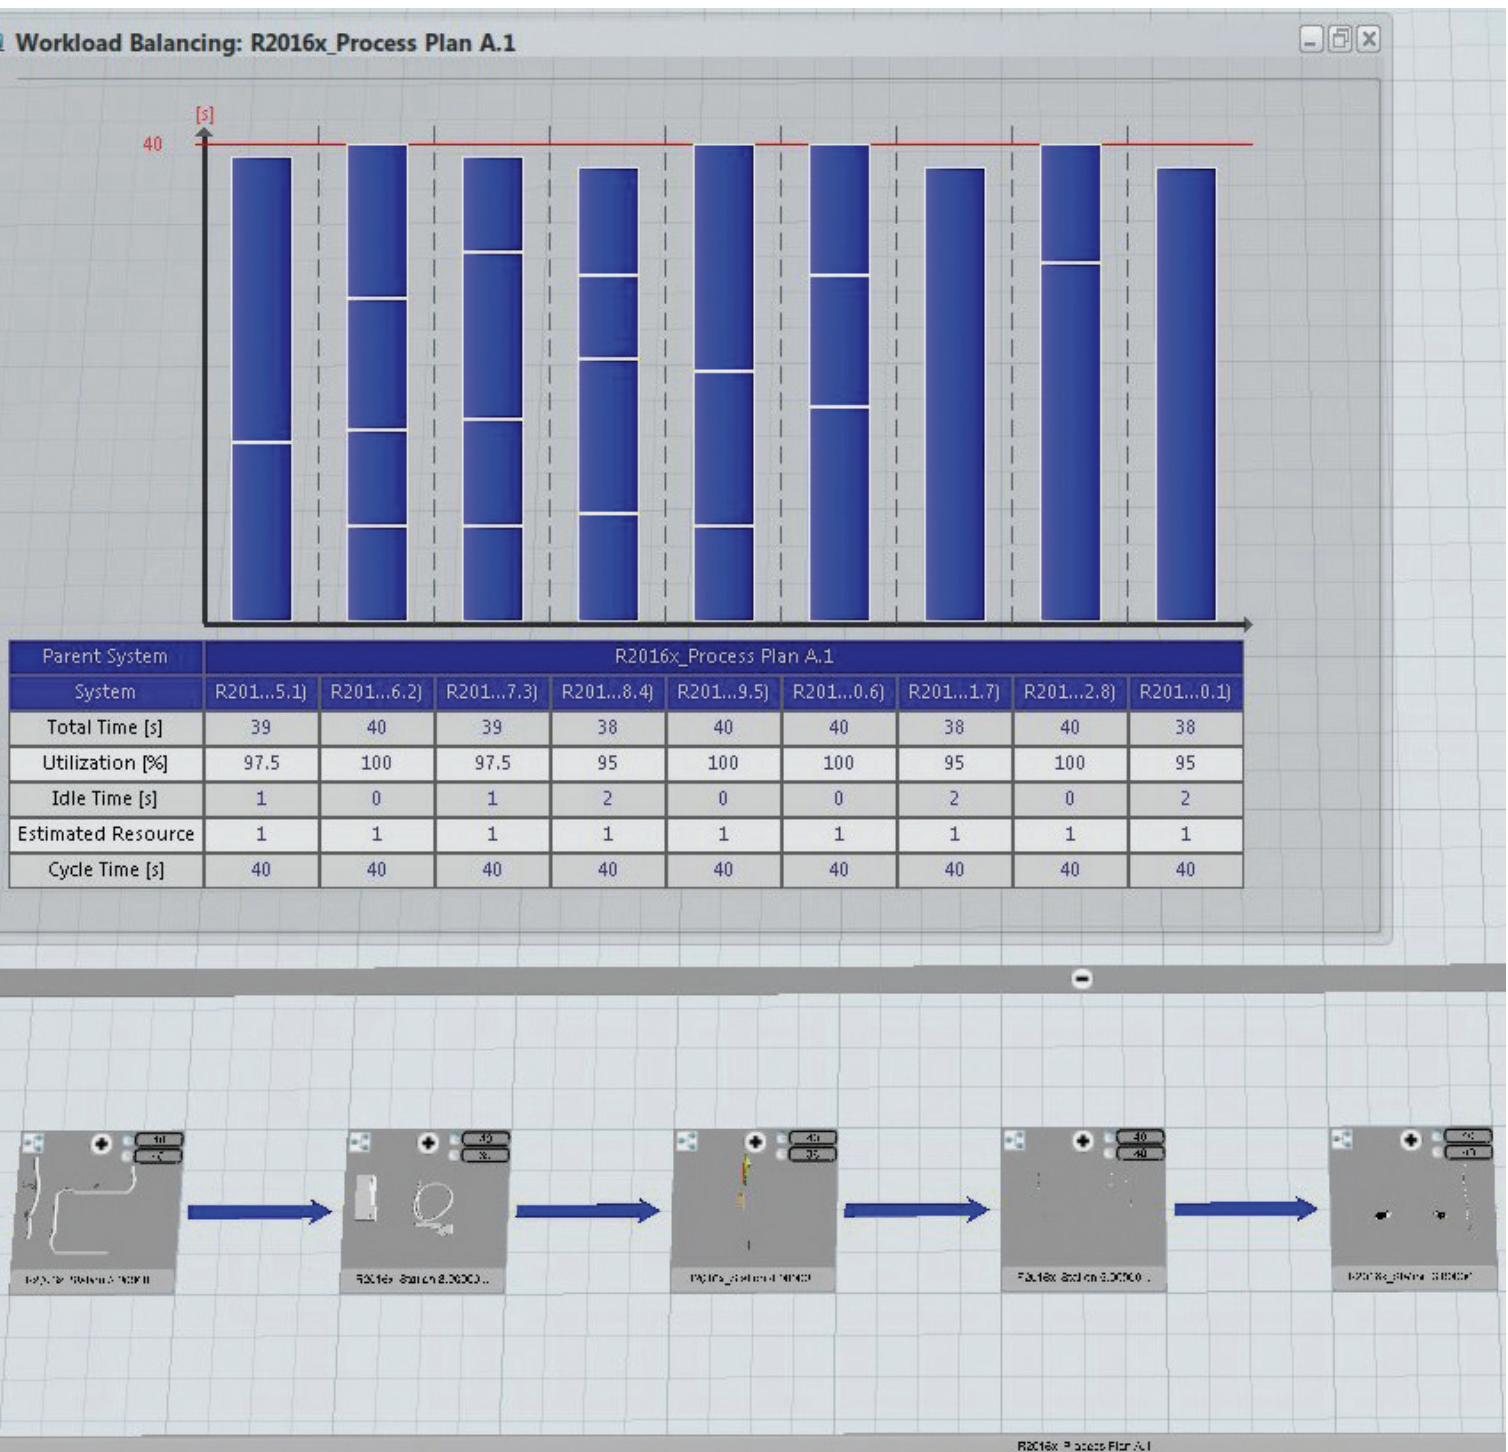 Workload Balancing: R2016x_Process Plan A.1
[s]
40
Parent System R2016x_Process Plan A.1
System R201...5.1) R201...6.2) R201...7.3) R201...8.4) R201...9.5) R201...0.6) R201...1.7) R201...2.8) R201...0.1)
Total Time [s] 39 40 39 38 40 40 38 40 38
Utilization [%] 97.5 100 97.5 95 100 100 95 100 95
Idle Time [s] 1 0 1 2 0 0 2 0 2
Estimated Resource 1 1 1 1 1 1 1 1 1
Cycle Time [s] 40 40 40 40 40 40 40 40 40
40
40
R2016x Process Plan A.1